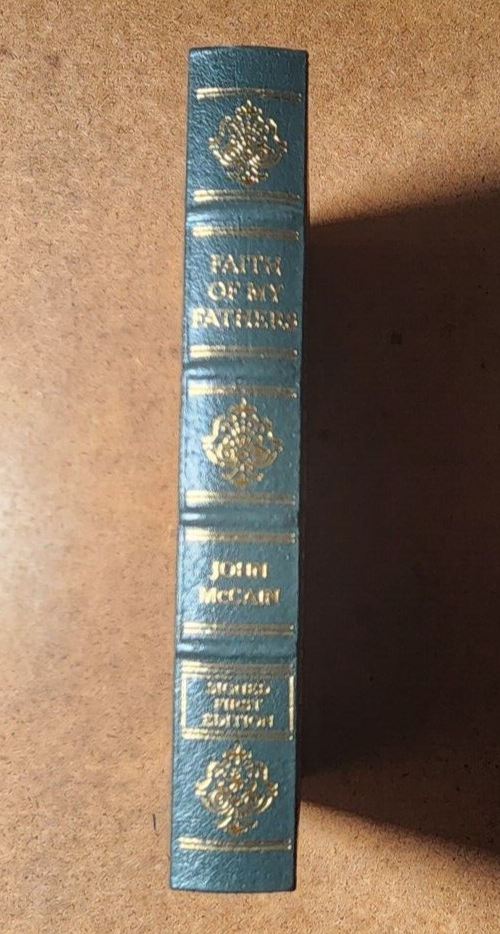 FAITH
OF MY
FATHERS
JOHN
McCAIN
SIGNED
FIRST
EDITION